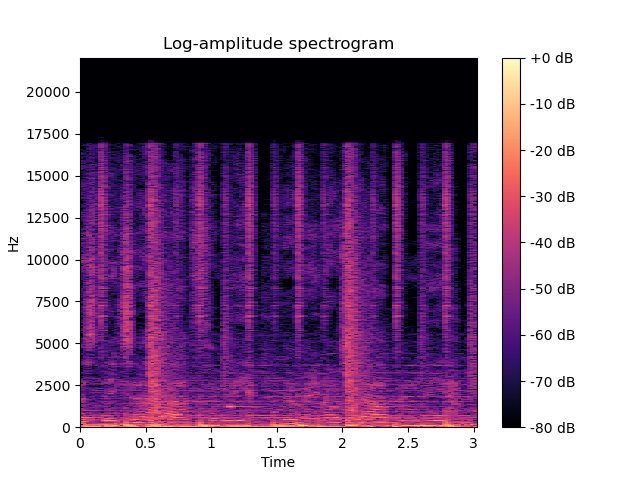 Log-amplitude spectrogram
20000
17500
15000
12500
10000
7500
5000
2500
0
Hz
0 0.5 1 1.5 2 2.5 3
Time
+0 dB
-10 dB
-20 dB
-30 dB
-40 dB
-50 dB
-60 dB
-70 dB
-80 dB